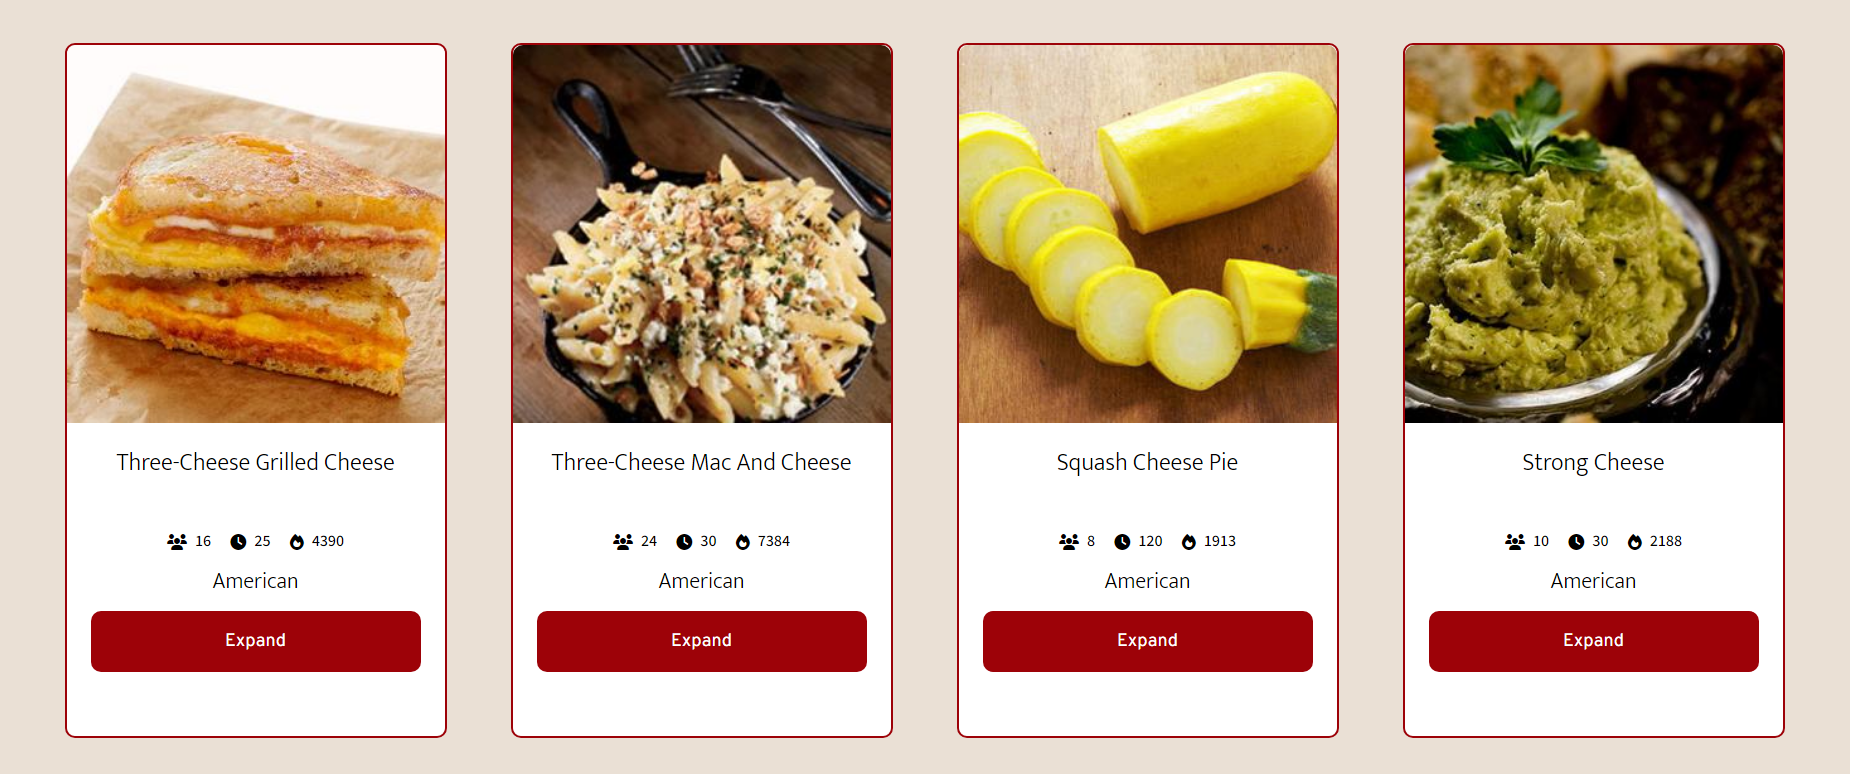 Three-Cheese Grilled Cheese
16 25 4390
American
Expand
Three-Cheese Mac And Cheese
24 30 7384
American
Expand
Squash Cheese Pie
8 120 1913
American
Expand
Strong Cheese
10 30 2188
American
Expand